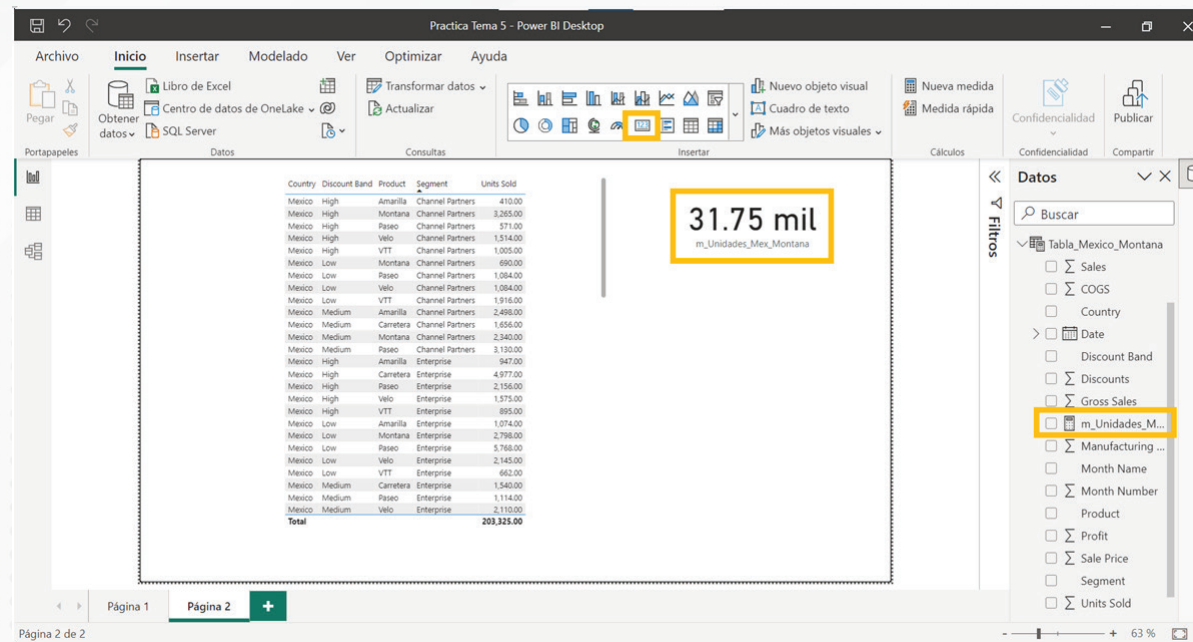 Practica Tema 5 - Power BI Desktop
Archivo Inicio Insertar Modelado Ver Optimizar Ayuda
Pegar
Obtener datos
Libro de Excel
Centro de datos de OneLake
SQL Server
Transformar datos
Actualizar
Nuevo objeto visual
Cuadro de texto
Más objetos visuales
Nueva medida
Medida rápida
Confidencialidad
Publicar
Portapapeles Datos Consultas Insertar Cálculos Confidencialidad Compartir
Country Discount Band Product Segment Units Sold
Mexico High Amarilla Channel Partners 410.00
Mexico High Montana Channel Partners 3,265.00
Mexico High Paseo Channel Partners 571.00
Mexico High Velo Channel Partners 1,514.00
Mexico High VTT Channel Partners 1,005.00
Mexico Low Montana Channel Partners 690.00
Mexico Low Paseo Channel Partners 1,084.00
Mexico Low Velo Channel Partners 1,084.00
Mexico Low VTT Channel Partners 1,916.00
Mexico Medium Amarilla Channel Partners 2,498.00
Mexico Medium Carretera Channel Partners 1,656.00
Mexico Medium Montana Channel Partners 2,340.00
Mexico Medium Paseo Channel Partners 3,130.00
Mexico High Amarilla Enterprise 947.00
Mexico High Carretera Enterprise 4,977.00
Mexico High Paseo Enterprise 2,156.00
Mexico High Velo Enterprise 1,575.00
Mexico High VTT Enterprise 895.00
Mexico Low Amarilla Enterprise 1,074.00
Mexico Low Montana Enterprise 2,798.00
Mexico Low Paseo Enterprise 5,768.00
Mexico Low Velo Enterprise 2,145.00
Mexico Low VTT Enterprise 662.00
Mexico Medium Carretera Enterprise 1,540.00
Mexico Medium Paseo Enterprise 1,114.00
Mexico Medium Velo Enterprise 2,110.00
Total 203,325.00
31.75 mil
m_Unidades_Mex_Montana
Filtros
Datos
Buscar
Tabla_Mexico_Montana
Sales
COGS
Country
Date
Discount Band
Discounts
Gross Sales
m_Unidades_M...
Manufacturing ...
Month Name
Month Number
Product
Profit
Sale Price
Segment
Units Sold
Página 1 Página 2
Página 2 de 2
63 %